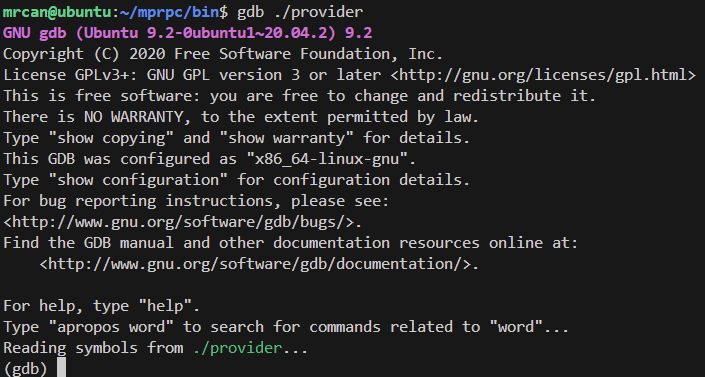 mrcan@ubuntu:~/mprpc/bin$ gdb ./provider
GNU gdb (Ubuntu 9.2-0ubuntu1~20.04.2) 9.2
Copyright (C) 2020 Free Software Foundation, Inc.
License GPLv3+: GNU GPL version 3 or later <http://gnu.org/licenses/gpl.html>
This is free software: you are free to change and redistribute it.
There is NO WARRANTY, to the extent permitted by law.
Type "show copying" and "show warranty" for details.
This GDB was configured as "x86_64-linux-gnu".
Type "show configuration" for configuration details.
For bug reporting instructions, please see:
<http://www.gnu.org/software/gdb/bugs/>.
Find the GDB manual and other documentation resources online at:
    <http://www.gnu.org/software/gdb/documentation/>.

For help, type "help".
Type "apropos word" to search for commands related to "word"...
Reading symbols from ./provider...
(gdb)